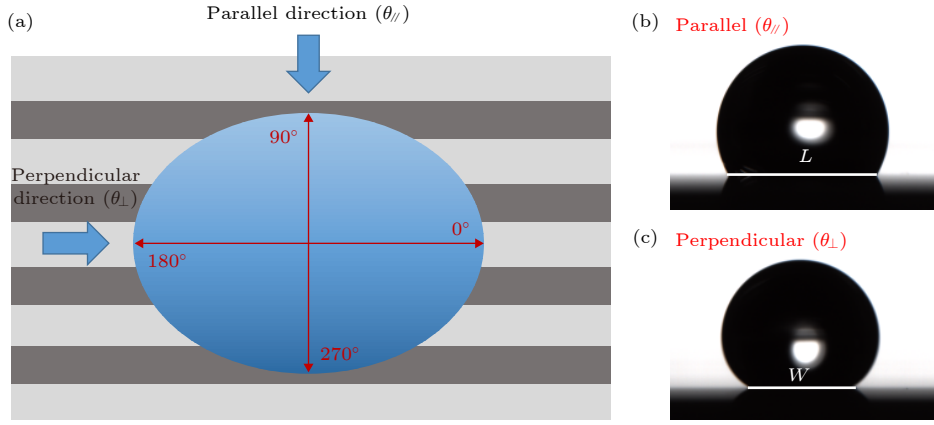 (a)
Parallel direction (θ∥)
90°
Perpendicular
direction (θ⊥)
0°
180°
270°
(b) Parallel (θ∥)
L
(c) Perpendicular (θ⊥)
W